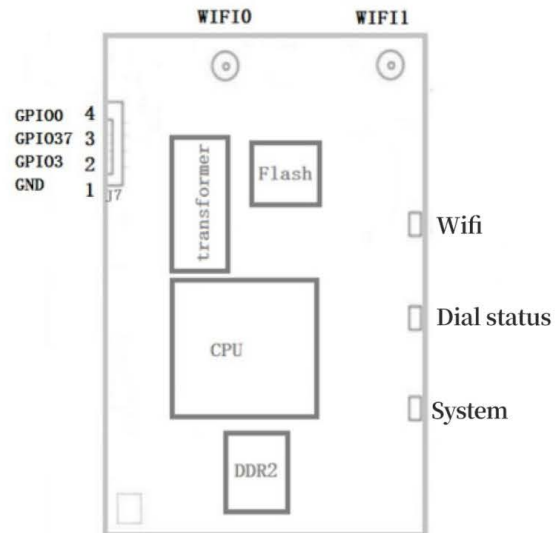 WIFI0
WIFI1
GPIO0 4
GPIO37 3
GPIO3 2
GND 1
J7
transformer
Flash
Wifi
Dial status
CPU
System
DDR2